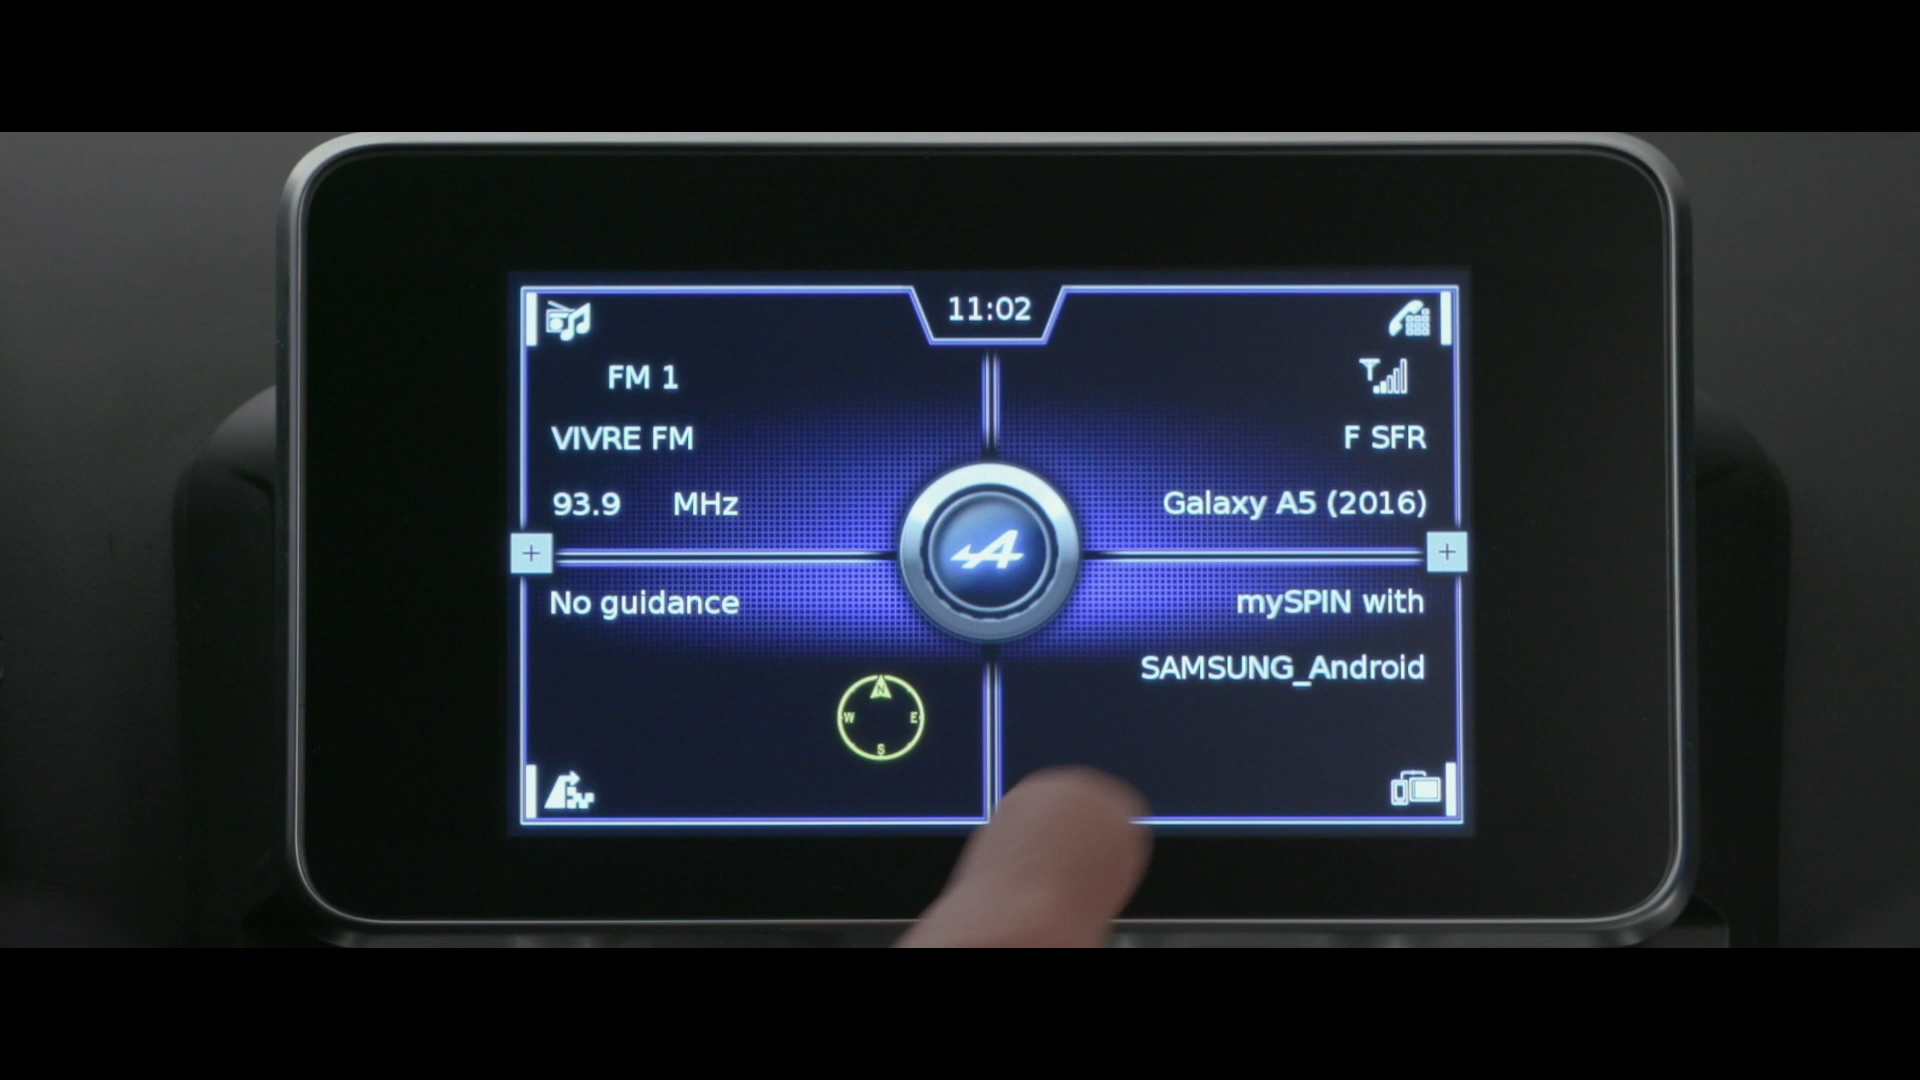 11:02
FM 1
VIVRE FM
93.9 MHz
F SFR
Galaxy A5 (2016)
A
No guidance
mySPIN with
SAMSUNG_Android
N
W E
S